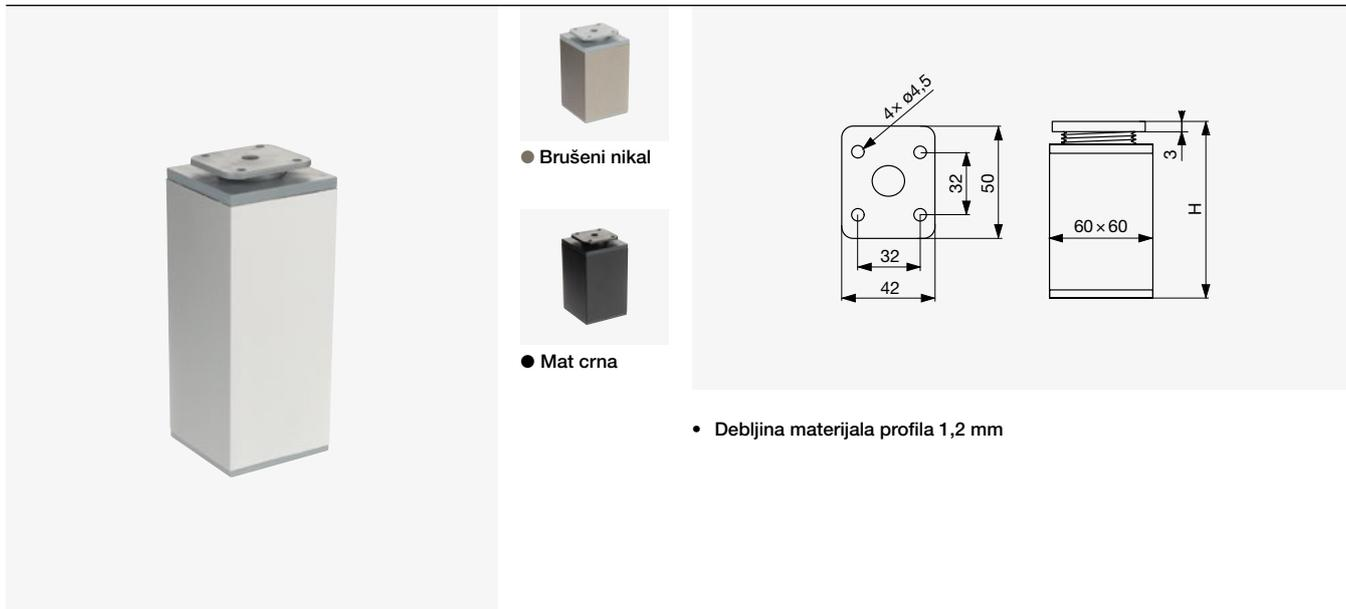 Brušeni nikal
Mat crna
4× ø4,5
32
50
32
42
3
H
60×60
• Debljina materijala profila 1,2 mm